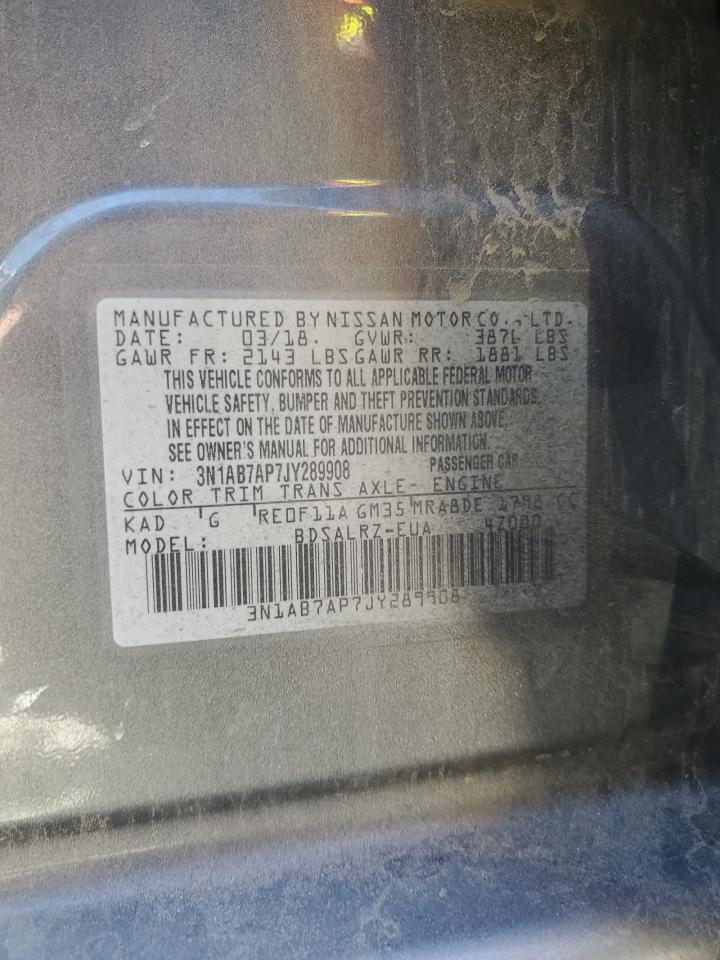 MANUFACTURED BY NISSAN MOTOR CO., LTD.
DATE: 03/18. GVWR: 3876 LBS
GAWR FR: 2143 LBS GAWR RR: 1881 LBS
THIS VEHICLE CONFORMS TO ALL APPLICABLE FEDERAL MOTOR
VEHICLE SAFETY, BUMPER AND THEFT PREVENTION STANDARDS
IN EFFECT ON THE DATE OF MANUFACTURE SHOWN ABOVE.
SEE OWNER'S MANUAL FOR ADDITIONAL INFORMATION.
VIN: 3N1AB7AP7JY289908 PASSENGER CAR
COLOR TRIM TRANS AXLE- ENGINE
KAD G RE0F11A GM35 MRA8DE 1798 CC
MODEL: BDSALRZ-EUA 4Z000
3N1AB7AP7JY289908